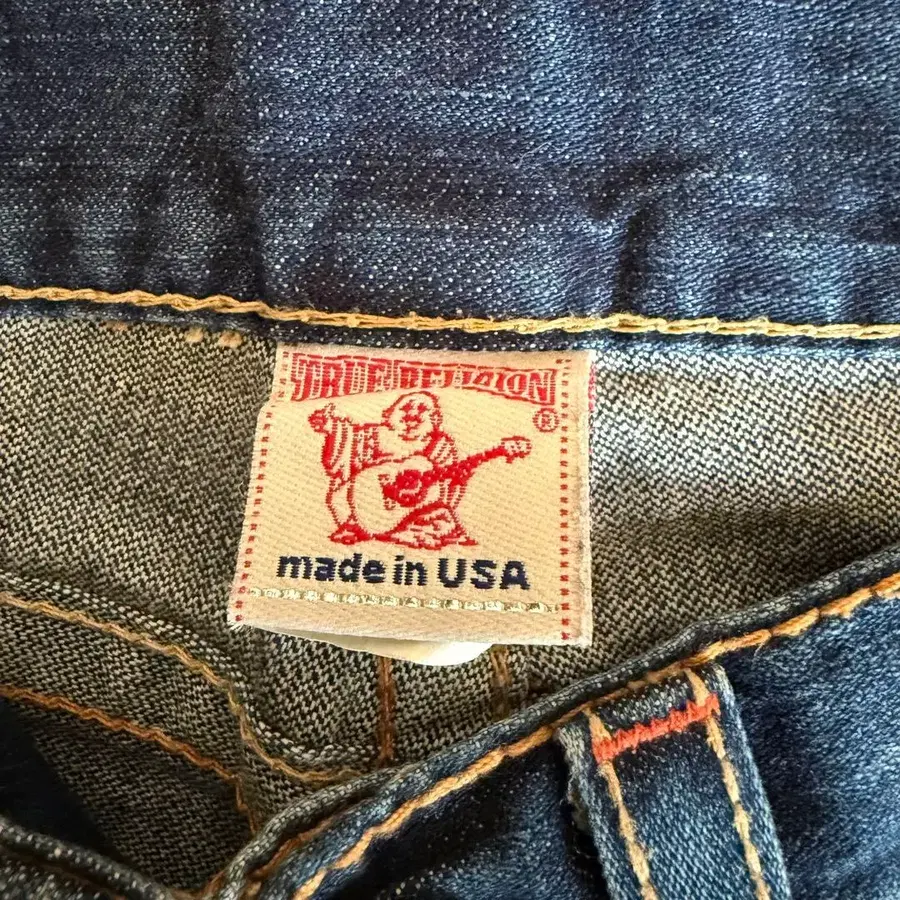 TRUE RELIGION
®
made in USA